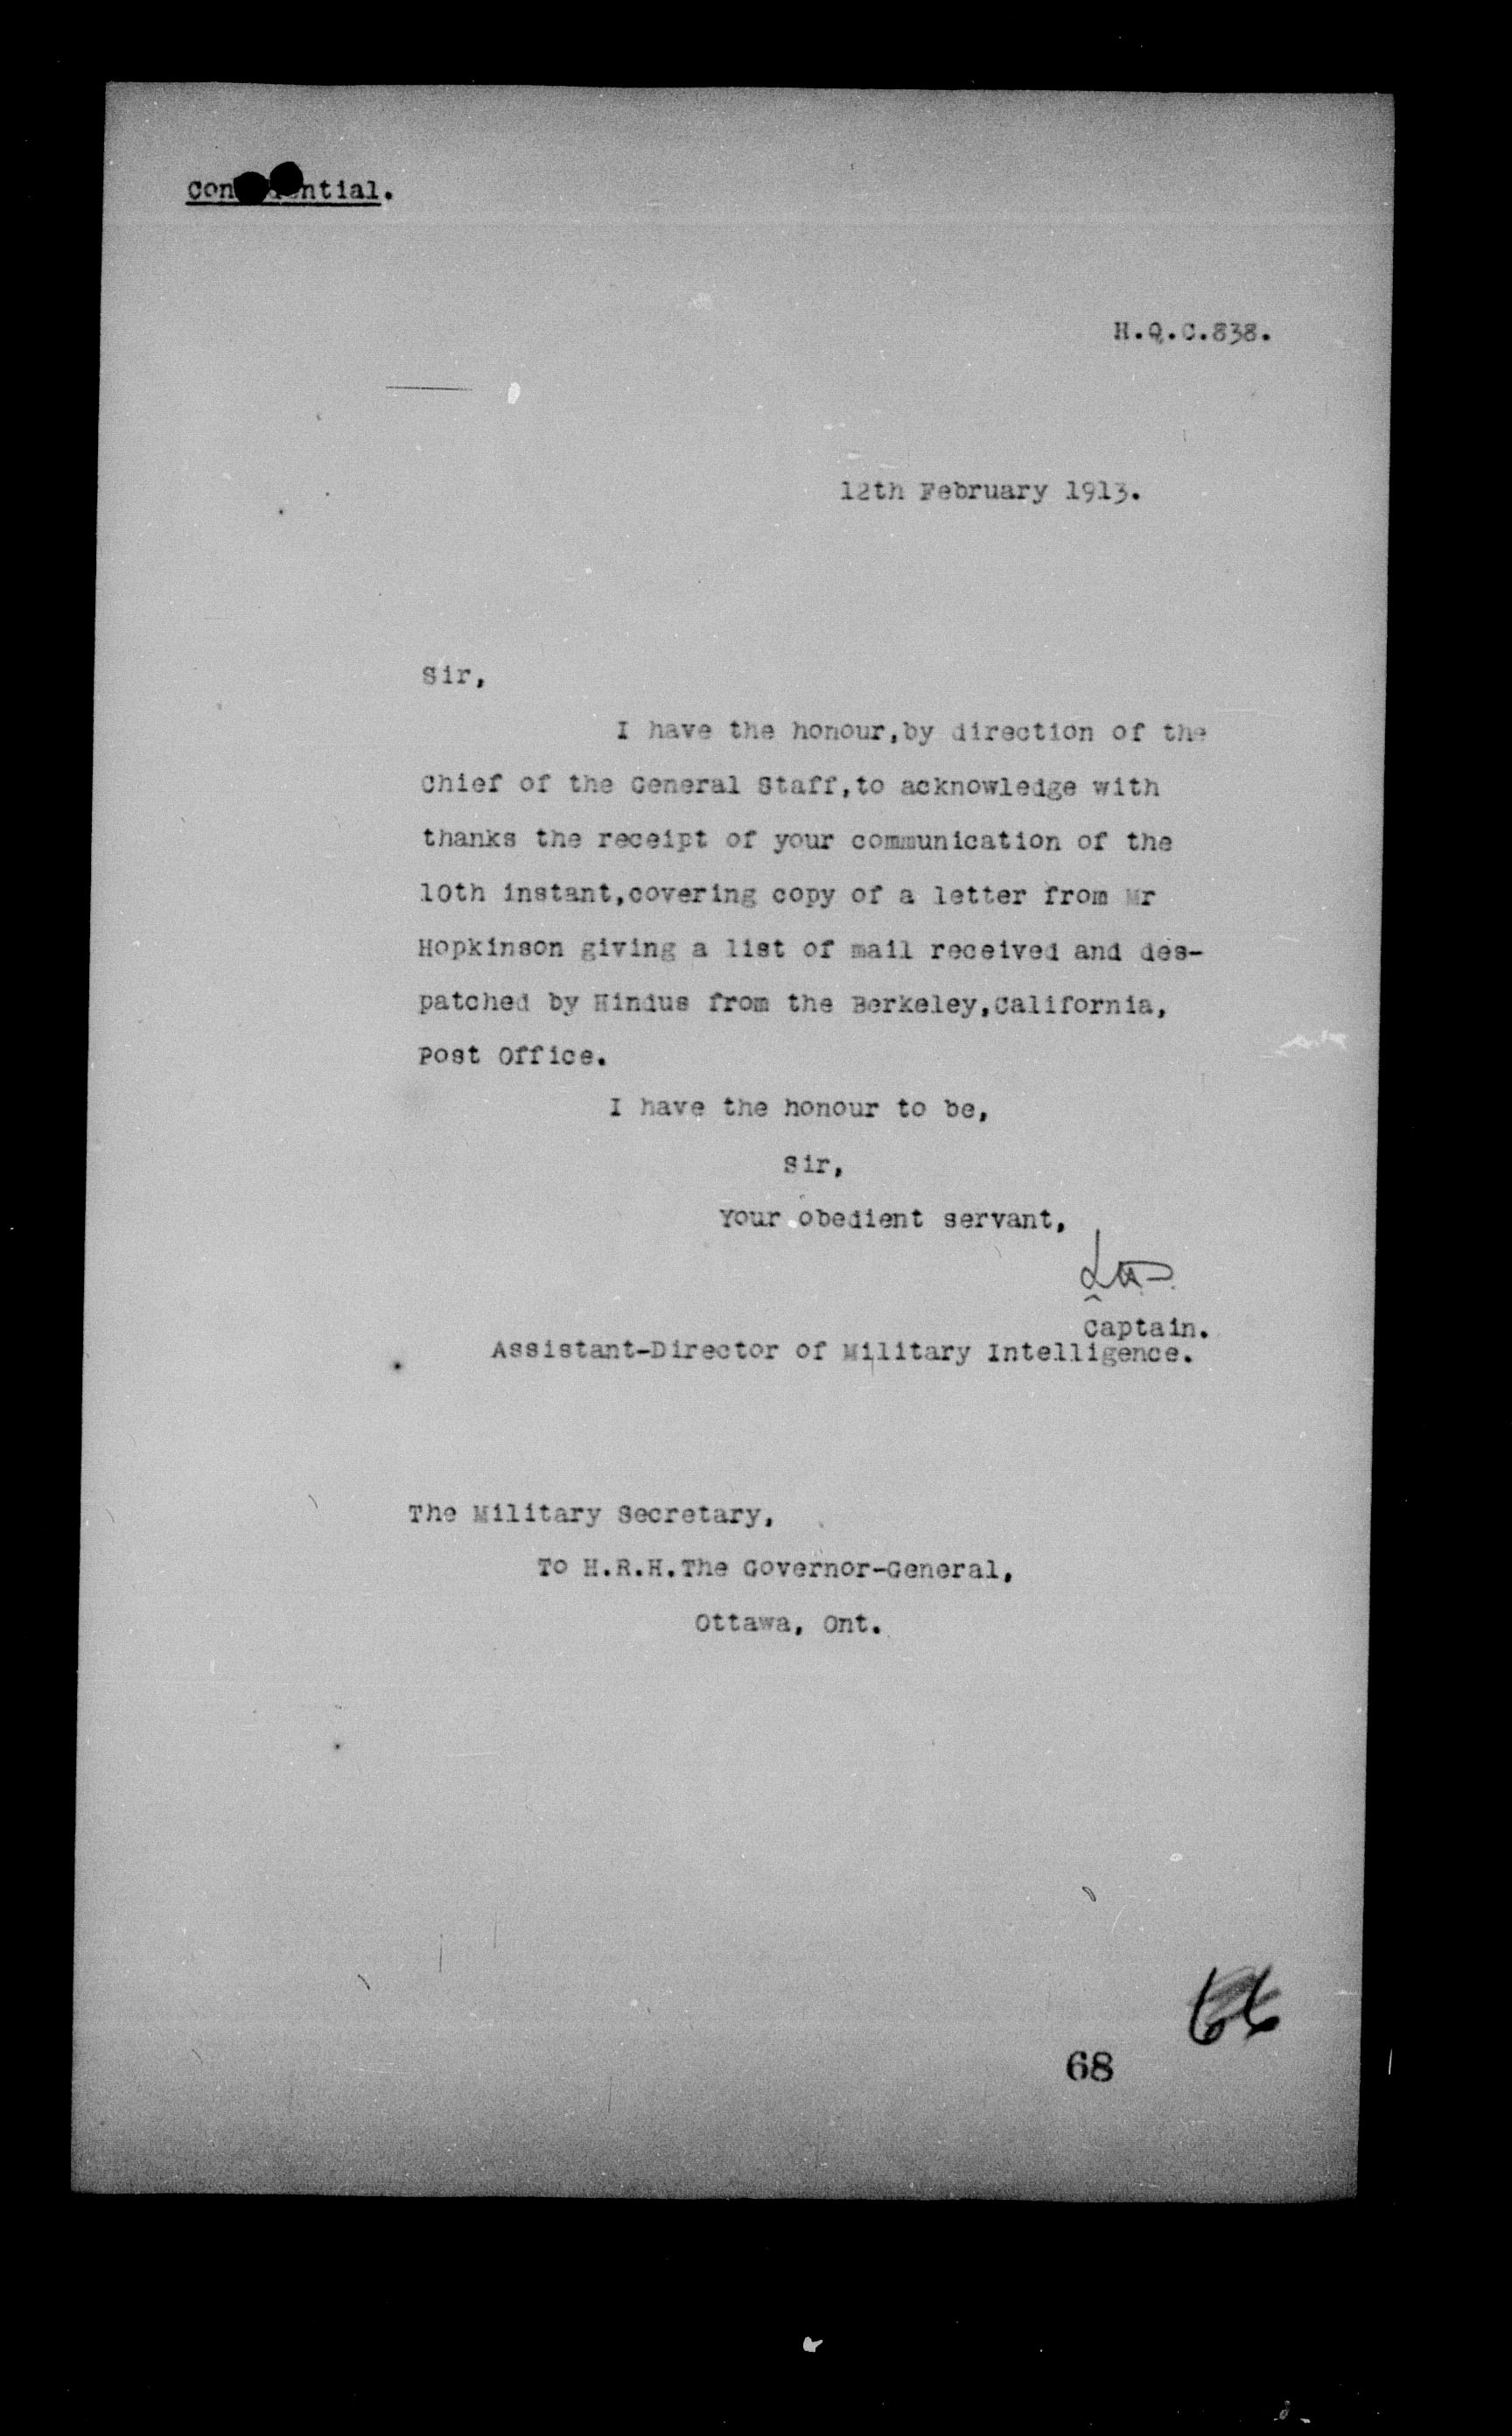 Confidential.
H.Q.C.838.
12th February 1913.
Sir,
I have the honour,by direction of the
Chief of the General Staff,to acknowledge with
thanks the receipt of your communication of the
10th instant,covering copy of a letter from Mr
Hopkinson giving a list of mail received and des-
patched by Hindus from the Berkeley,California,
Post Office.
I have the honour to be,
Sir,
Your obedient servant,
Captain.
Assistant-Director of Military Intelligence.
The Military Secretary,
To H.R.H.The Governor-General,
Ottawa, Ont.
66
68